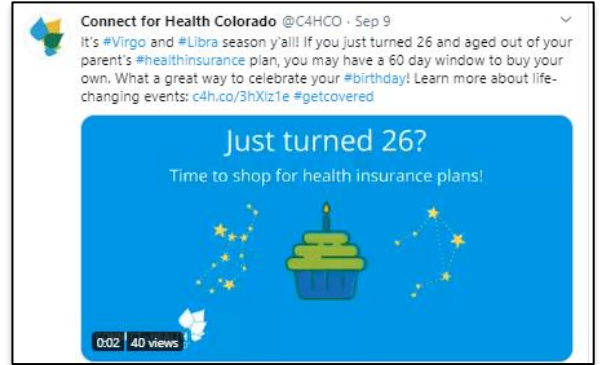 Connect for Health Colorado @C4HCO · Sep 9
It's #Virgo and #Libra season y'all! If you just turned 26 and aged out of your
parent's #healthinsurance plan, you may have a 60 day window to buy your
own. What a great way to celebrate your #birthday! Learn more about life-
changing events: c4h.co/3hXlz1e #getcovered
Just turned 26?
Time to shop for health insurance plans!
0:02 40 views